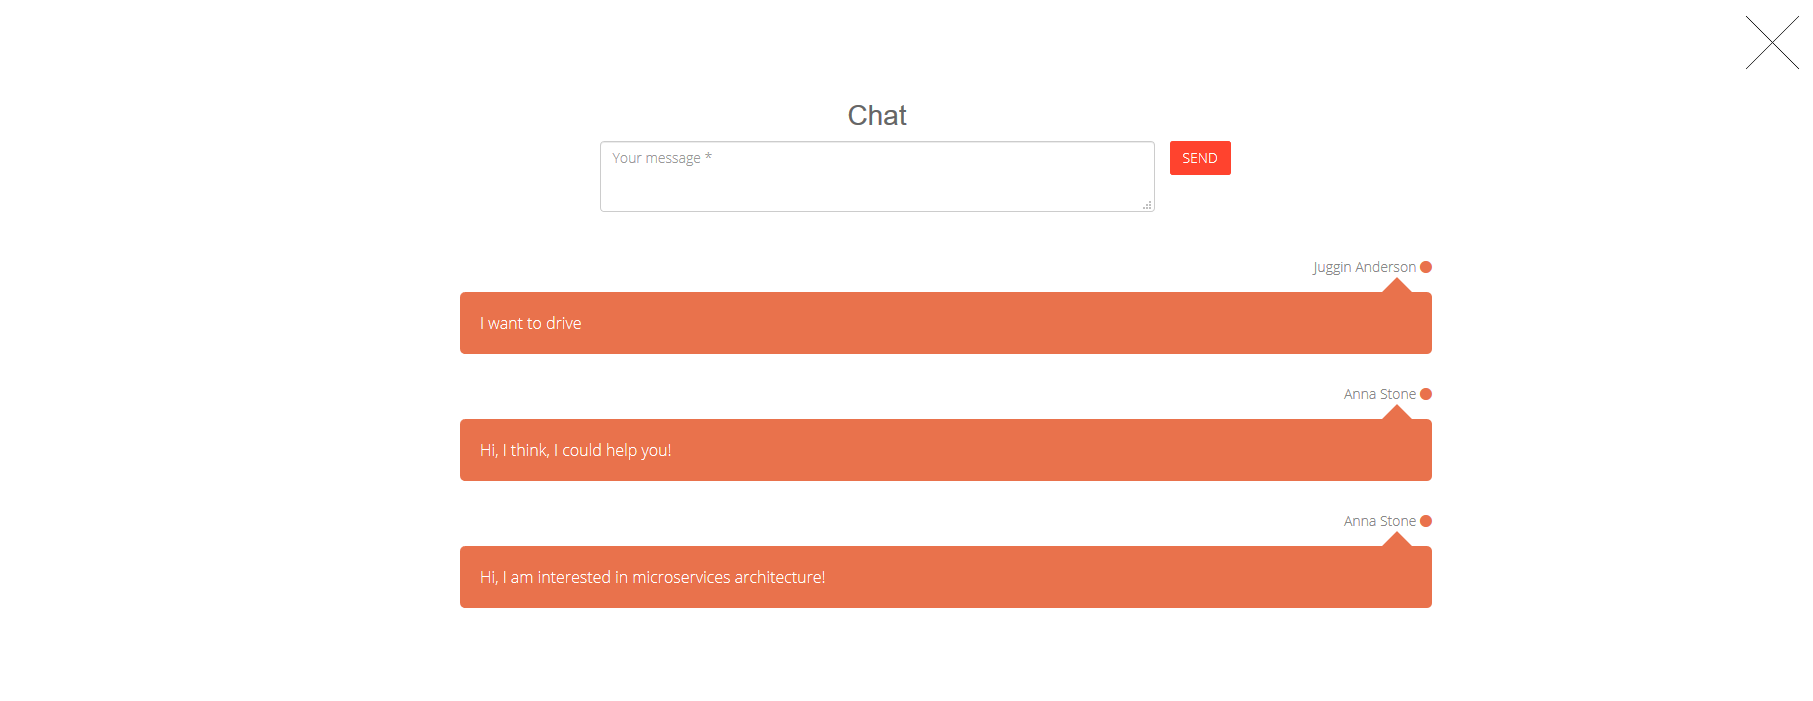 Chat
Your message *
SEND
Juggin Anderson
I want to drive
Anna Stone
Hi, I think, I could help you!
Anna Stone
Hi, I am interested in microservices architecture!